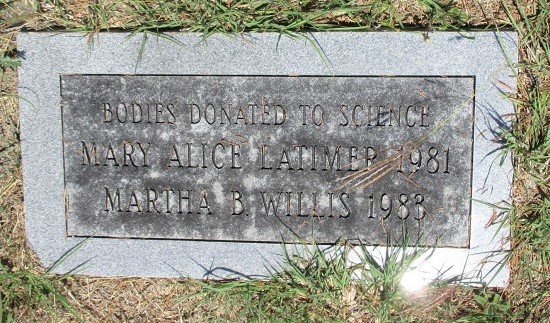 BODIES DONATED TO SCIENCE
MARY ALICE LATIMER 1981
MARTHA B. WILLIS 1983